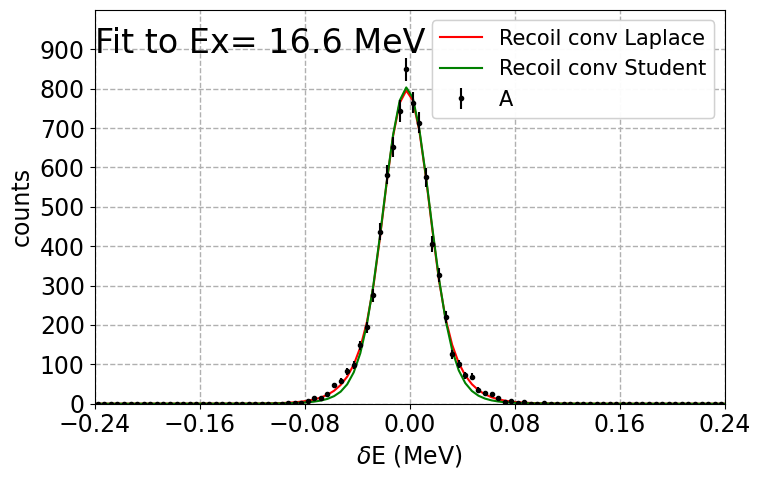 Fit to Ex= 16.6 MeV
Recoil conv Laplace
Recoil conv Student
A
900
800
700
600
500
400
300
200
100
0
counts
−0.24 −0.16 −0.08 0.00 0.08 0.16 0.24
δE (MeV)